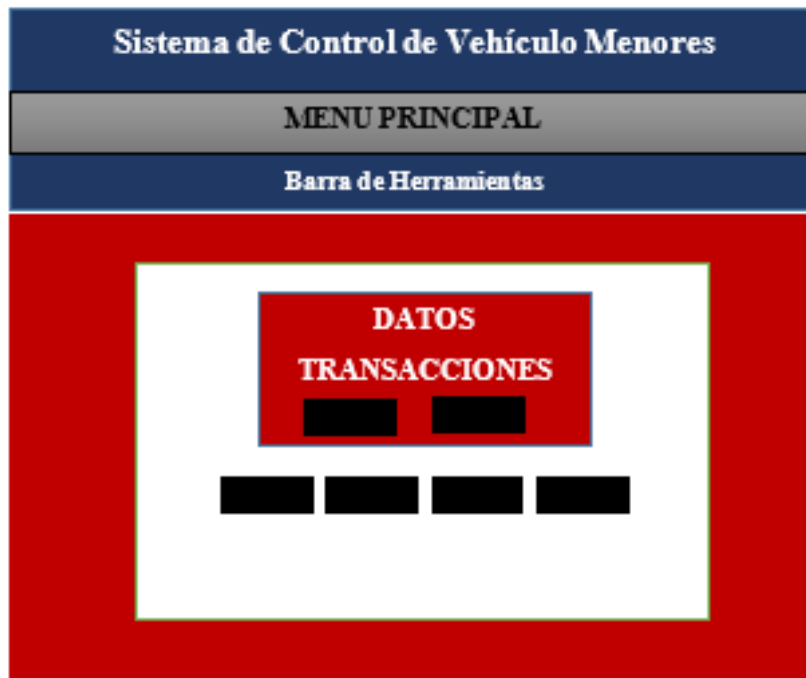 Sistema de Control de Vehículo Menores
MENU PRINCIPAL
Barra de Herramientas
DATOS
TRANSACCIONES